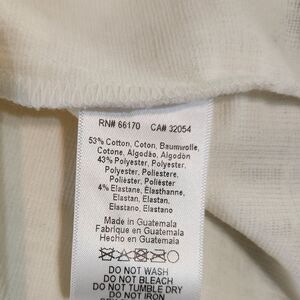 RN# 66170 CA# 32054
53% Cotton, Coton, Baumwolle,
Cotone, Algodão, Algodón
43% Polyester, Polyester,
Polyester, Poliestere,
Poliéster, Poliéster
4% Elastane, Elasthanne,
Elastan, Elastan,
Elastano, Elastano
Made in Guatemala
Fabriqué en Guatemala
Hecho en Guatemala
DO NOT WASH
DO NOT BLEACH
DO NOT TUMBLE DRY
DO NOT IRON